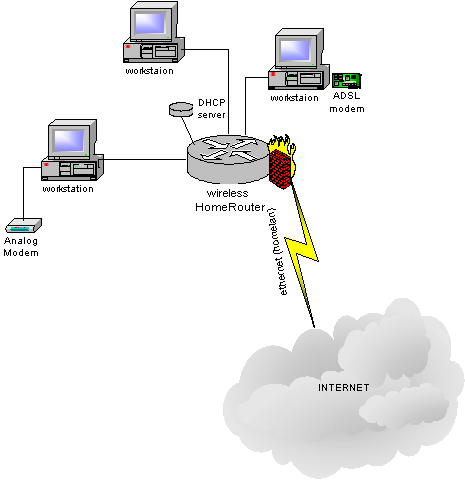 workstaion
workstaion
ADSL
modem
DHCP
server
workstation
wireless
HomeRouter
Analog
Modem
ethernet (homelan)
INTERNET